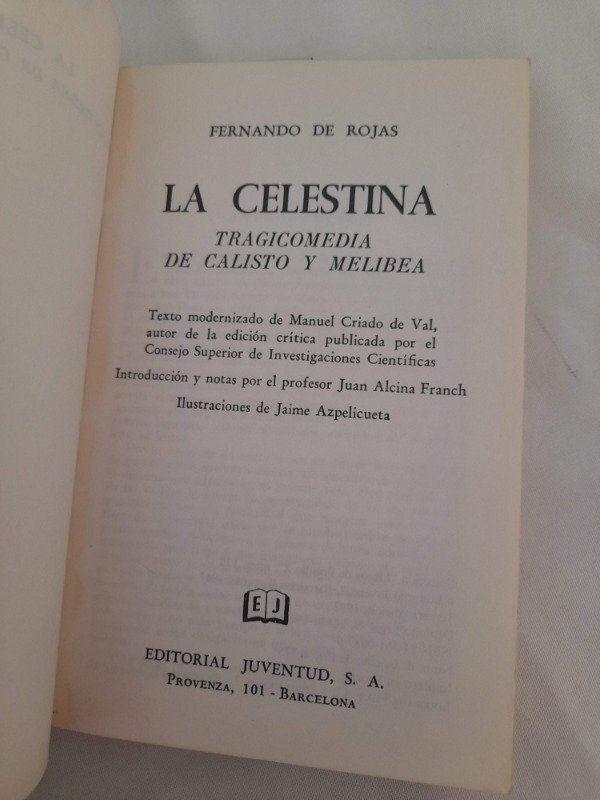 FERNANDO DE ROJAS
LA CELESTINA
TRAGICOMEDIA
DE CALISTO Y MELIBEA
Texto modernizado de Manuel Criado de Val,
autor de la edición crítica publicada por el
Consejo Superior de Investigaciones Científicas
Introducción y notas por el profesor Juan Alcina Franch
Ilustraciones de Jaime Azpelicueta
E J
EDITORIAL JUVENTUD, S. A.
PROVENZA, 101 - BARCELONA